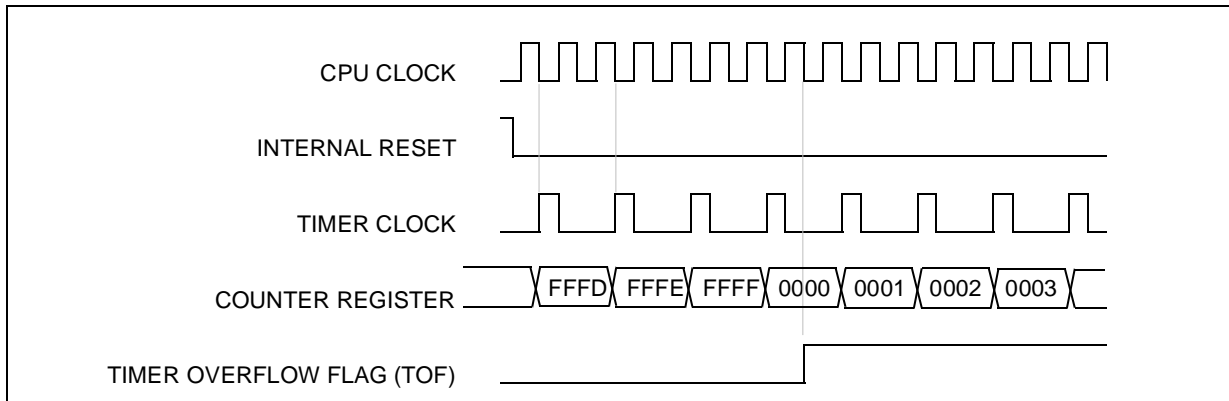 CPU CLOCK
INTERNAL RESET
TIMER CLOCK
COUNTER REGISTER FFFD FFFE FFFF 0000 0001 0002 0003
TIMER OVERFLOW FLAG (TOF)